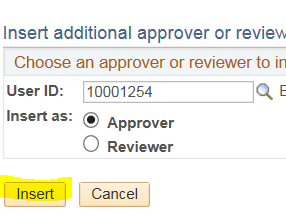 Insert additional approver or review
Choose an approver or reviewer to in
User ID: 10001254 E
Insert as: Approver
Reviewer
Insert Cancel